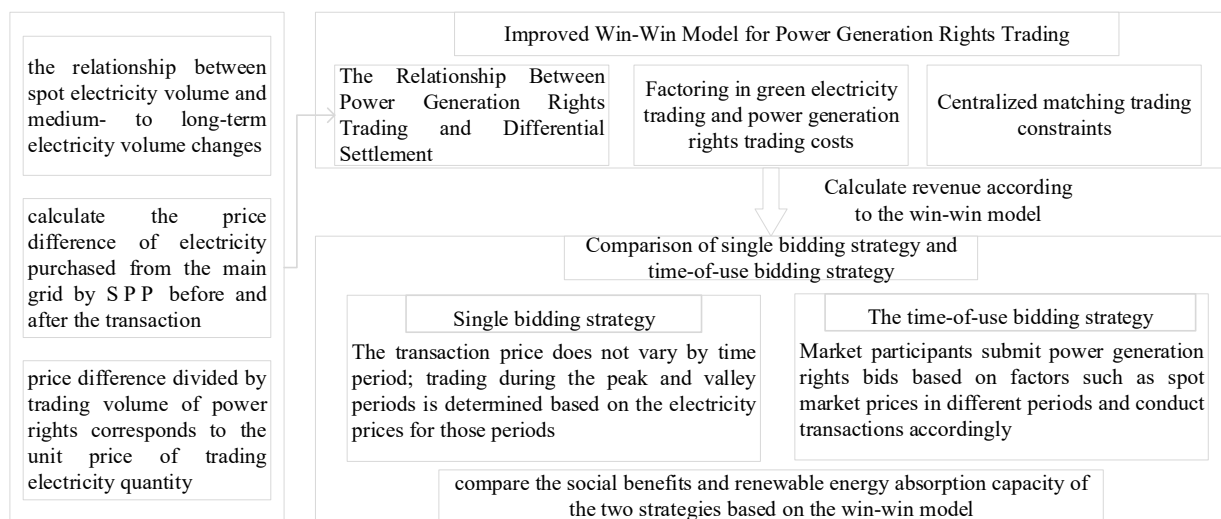 the relationship between
spot electricity volume and
medium- to long-term
electricity volume changes
calculate the price
difference of electricity
purchased from the main
grid by S P P before and
after the transaction
price difference divided by
trading volume of power
rights corresponds to the
unit price of trading
electricity quantity
Improved Win-Win Model for Power Generation Rights Trading
The Relationship Between
Power Generation Rights
Trading and Differential
Settlement
Factoring in green electricity
trading and power generation
rights trading costs
Centralized matching trading
constraints
Calculate revenue according
to the win-win model
Comparison of single bidding strategy and
time-of-use bidding strategy
Single bidding strategy
The transaction price does not vary by time
period; trading during the peak and valley
periods is determined based on the electricity
prices for those periods
The time-of-use bidding strategy
Market participants submit power generation
rights bids based on factors such as spot
market prices in different periods and conduct
transactions accordingly
compare the social benefits and renewable energy absorption capacity of
the two strategies based on the win-win model